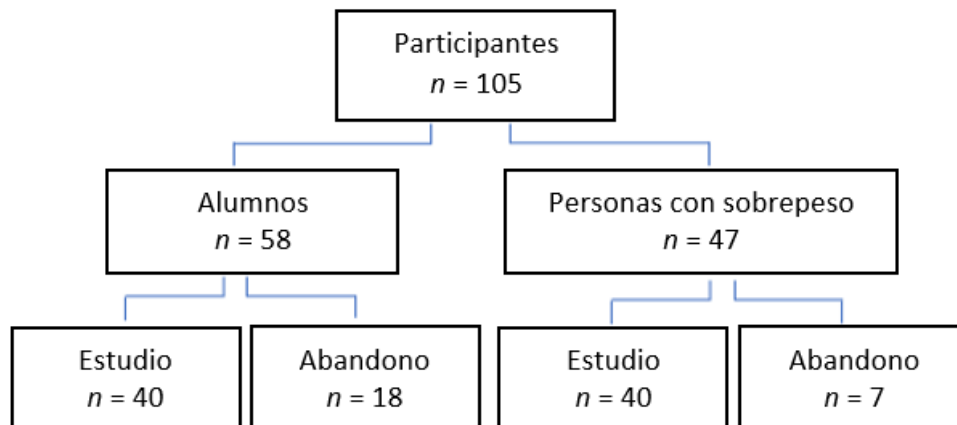 Participantes
n = 105
Alumnos
n = 58
Personas con sobrepeso
n = 47
Estudio
n = 40
Abandono
n = 18
Estudio
n = 40
Abandono
n = 7